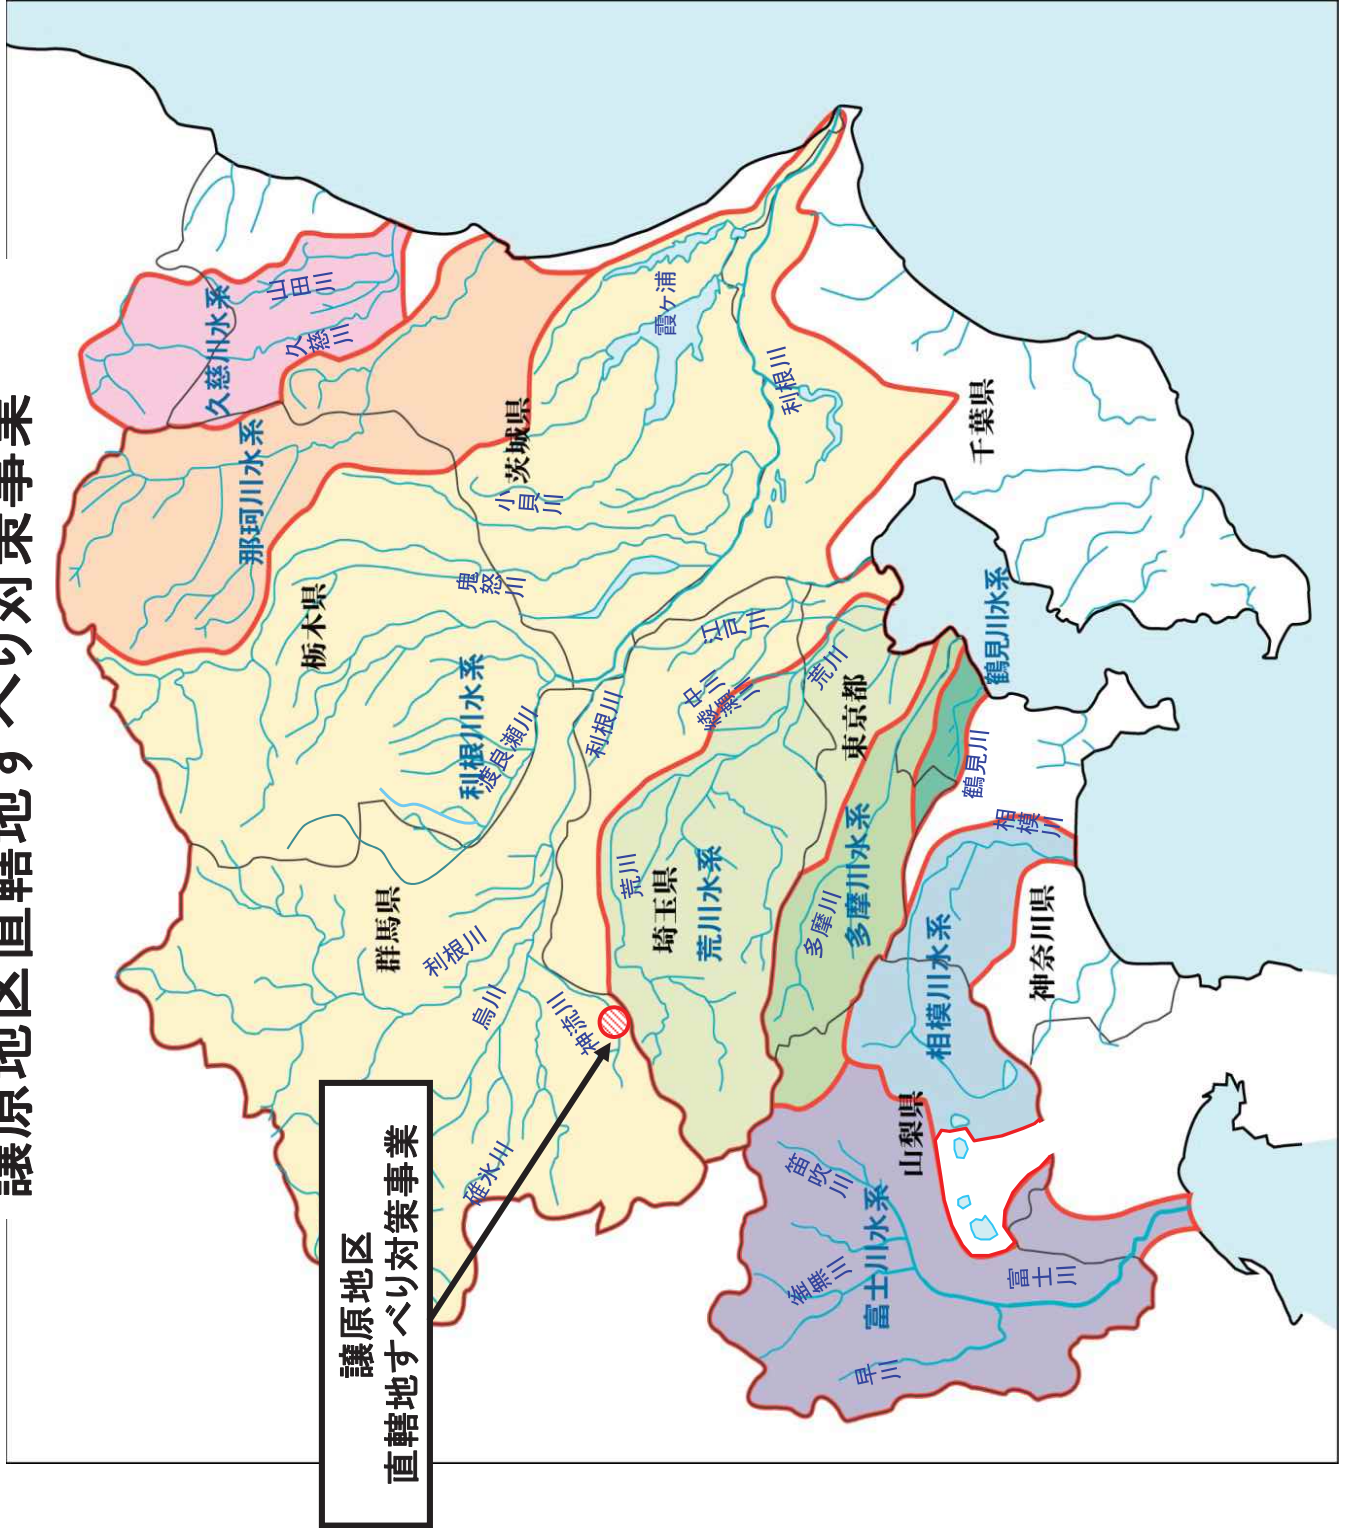 譲原地区直轄地すべり対策事業
譲原地区
直轄地すべり対策事業
久慈川水系
山田川
久慈川
那珂川水系
茨城県
霞ヶ浦
利根川
小貝川
鬼怒川
栃木県
利根川水系
渡良瀬川
利根川
江戸川
中川
綾瀬川
荒川
東京都
千葉県
鶴見川水系
鶴見川
群馬県
利根川
烏川
神流川
碓氷川
荒川
埼玉県
荒川水系
多摩川
多摩川水系
相模川
相模川水系
神奈川県
山梨県
笛吹川
釜無川
富士川水系
早川
富士川